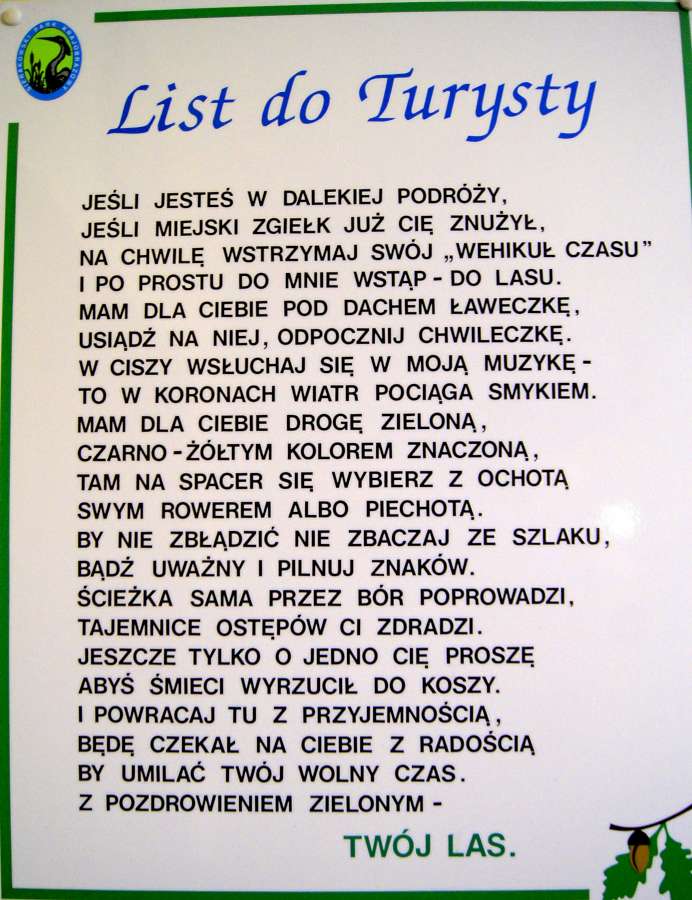 SIERAKOWSKI PARK KRAJOBRAZOWY
List do Turysty
JEŚLI JESTEŚ W DALEKIEJ PODRÓŻY,
JEŚLI MIEJSKI ZGIEŁK JUŻ CIĘ ZNUŻYŁ,
NA CHWILĘ WSTRZYMAJ SWÓJ „WEHIKUŁ CZASU”
I PO PROSTU DO MNIE WSTĄP - DO LASU.
MAM DLA CIEBIE POD DACHEM ŁAWECZKĘ,
USIĄDŹ NA NIEJ, ODPOCZNIJ CHWILECZKĘ.
W CISZY WSŁUCHAJ SIĘ W MOJĄ MUZYKĘ -
TO W KORONACH WIATR POCIĄGA SMYKIEM.
MAM DLA CIEBIE DROGĘ ZIELONĄ,
CZARNO - ŻÓŁTYM KOLOREM ZNACZONĄ,
TAM NA SPACER SIĘ WYBIERZ Z OCHOTĄ
SWYM ROWEREM ALBO PIECHOTĄ.
BY NIE ZBŁĄDZIĆ NIE ZBACZAJ ZE SZLAKU,
BĄDŹ UWAŻNY I PILNUJ ZNAKÓW.
ŚCIEŻKA SAMA PRZEZ BÓR POPROWADZI,
TAJEMNICE OSTĘPÓW CI ZDRADZI.
JESZCZE TYLKO O JEDNO CIĘ PROSZĘ
ABYŚ ŚMIECI WYRZUCIŁ DO KOSZY.
I POWRACAJ TU Z PRZYJEMNOŚCIĄ,
BĘDĘ CZEKAŁ NA CIEBIE Z RADOŚCIĄ
BY UMILAĆ TWÓJ WOLNY CZAS.
Z POZDROWIENIEM ZIELONYM -
TWÓJ LAS.